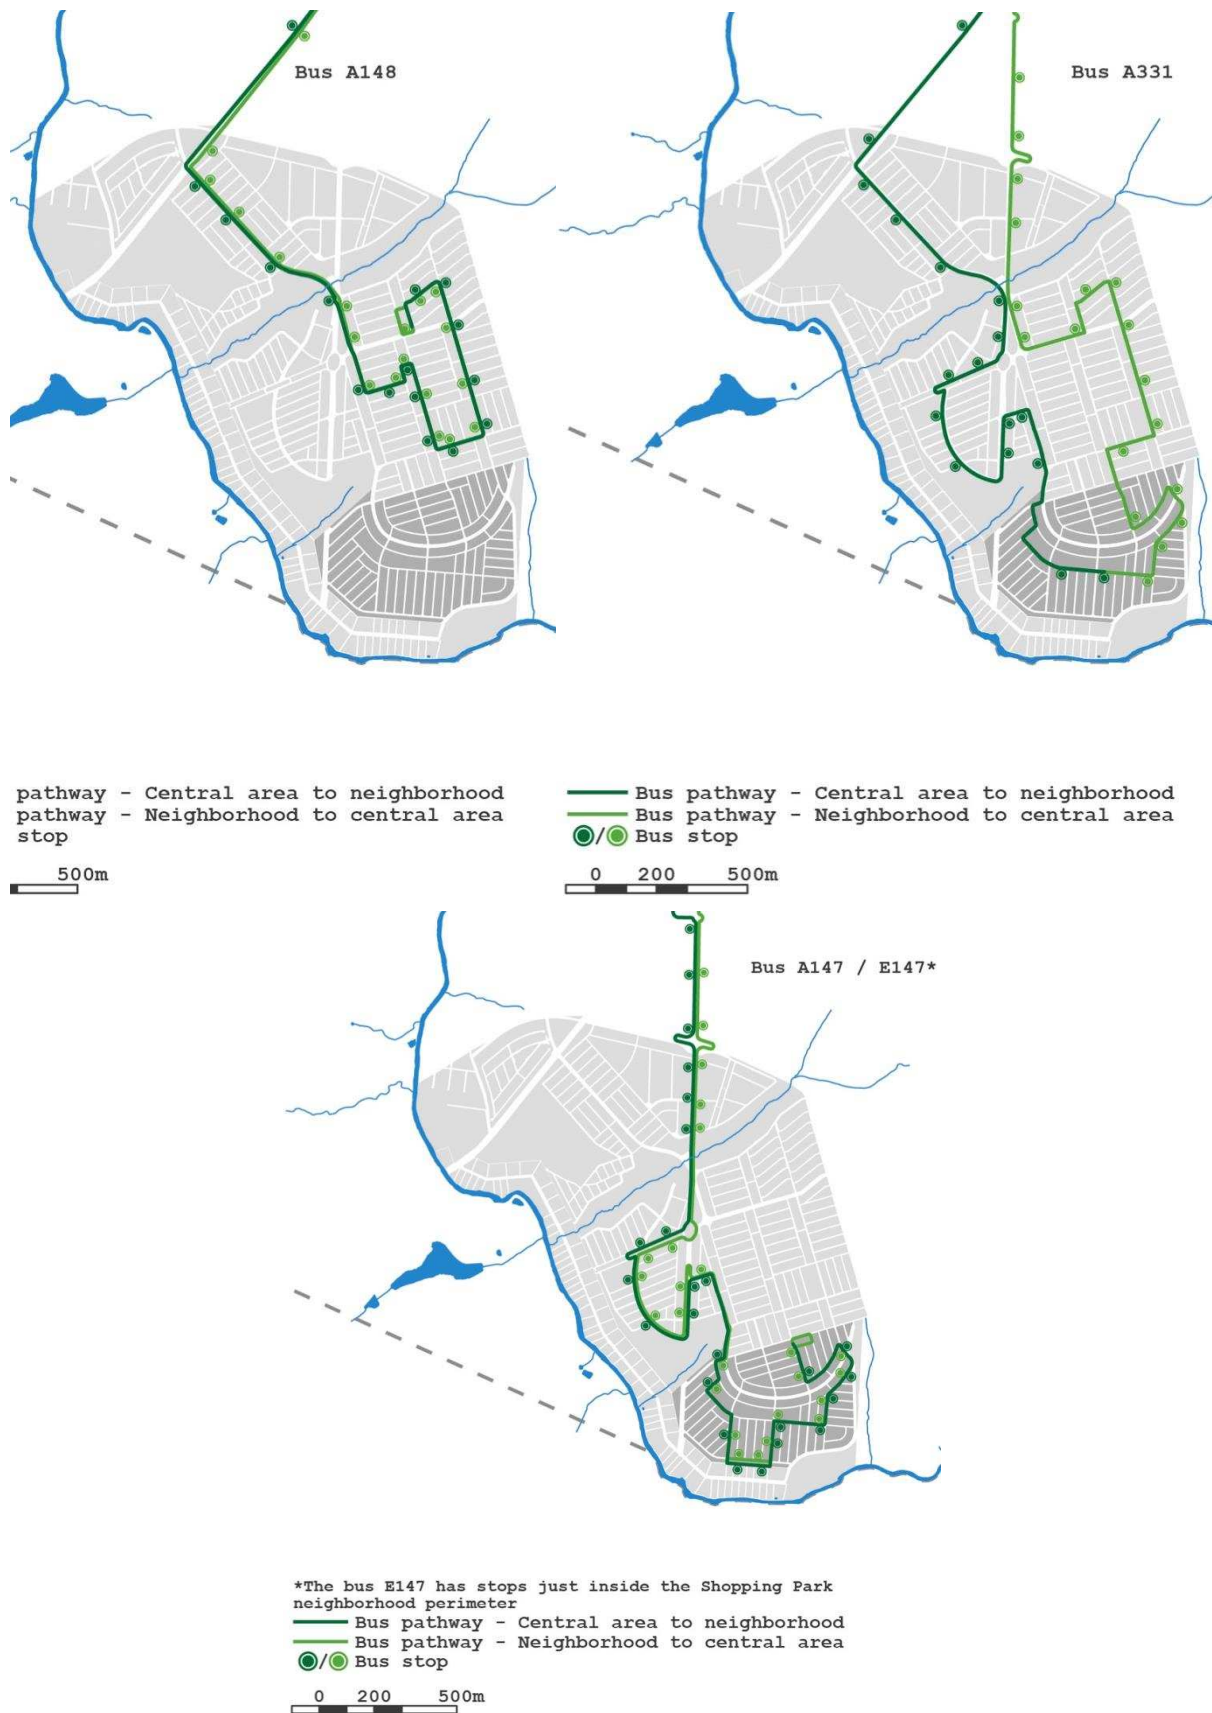 Bus A148
Bus A331
pathway - Central area to neighborhood
pathway - Neighborhood to central area
stop
500m
Bus pathway - Central area to neighborhood
Bus pathway - Neighborhood to central area
/ Bus stop
0 200 500m
Bus A147 / E147*
*The bus E147 has stops just inside the Shopping Park
neighborhood perimeter
Bus pathway - Central area to neighborhood
Bus pathway - Neighborhood to central area
/ Bus stop
0 200 500m